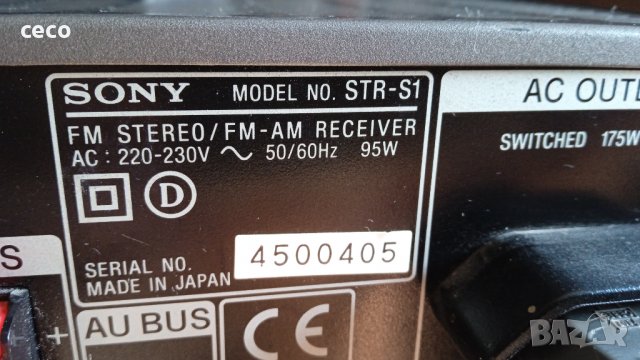 ceco
SONY MODEL NO. STR-S1
FM STEREO/FM-AM RECEIVER
AC : 220-230V ~ 50/60Hz 95W
D
SERIAL NO. 4500405
MADE IN JAPAN
AU BUS
CE
AC OUTL
SWITCHED 175W
S
+ +
BAZAR